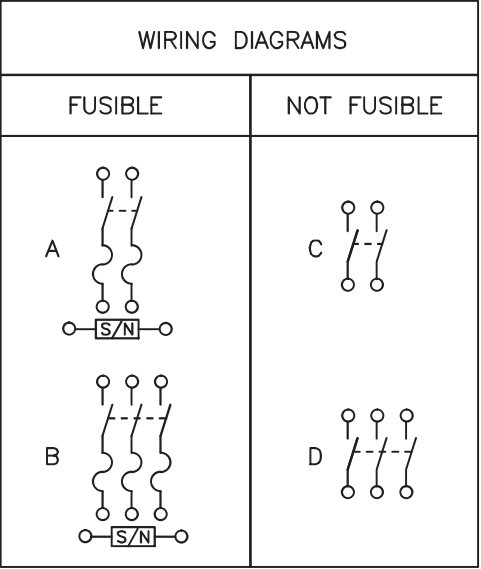 WIRING DIAGRAMS
FUSIBLE
NOT FUSIBLE
A
S/N
B
S/N
C
D